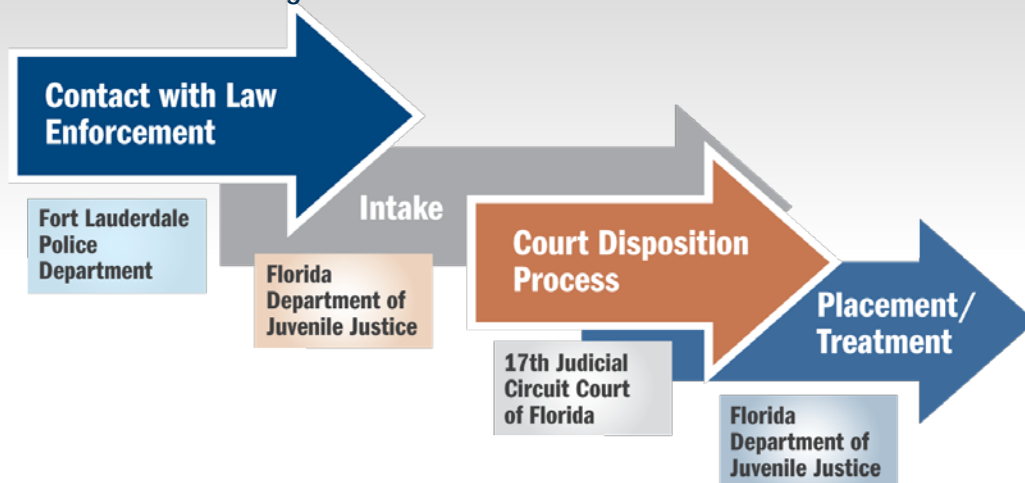 Contact with Law
Enforcement
Fort Lauderdale
Police
Department
Intake
Florida
Department of
Juvenile Justice
Court Disposition
Process
17th Judicial
Circuit Court
of Florida
Placement/
Treatment
Florida
Department of
Juvenile Justice